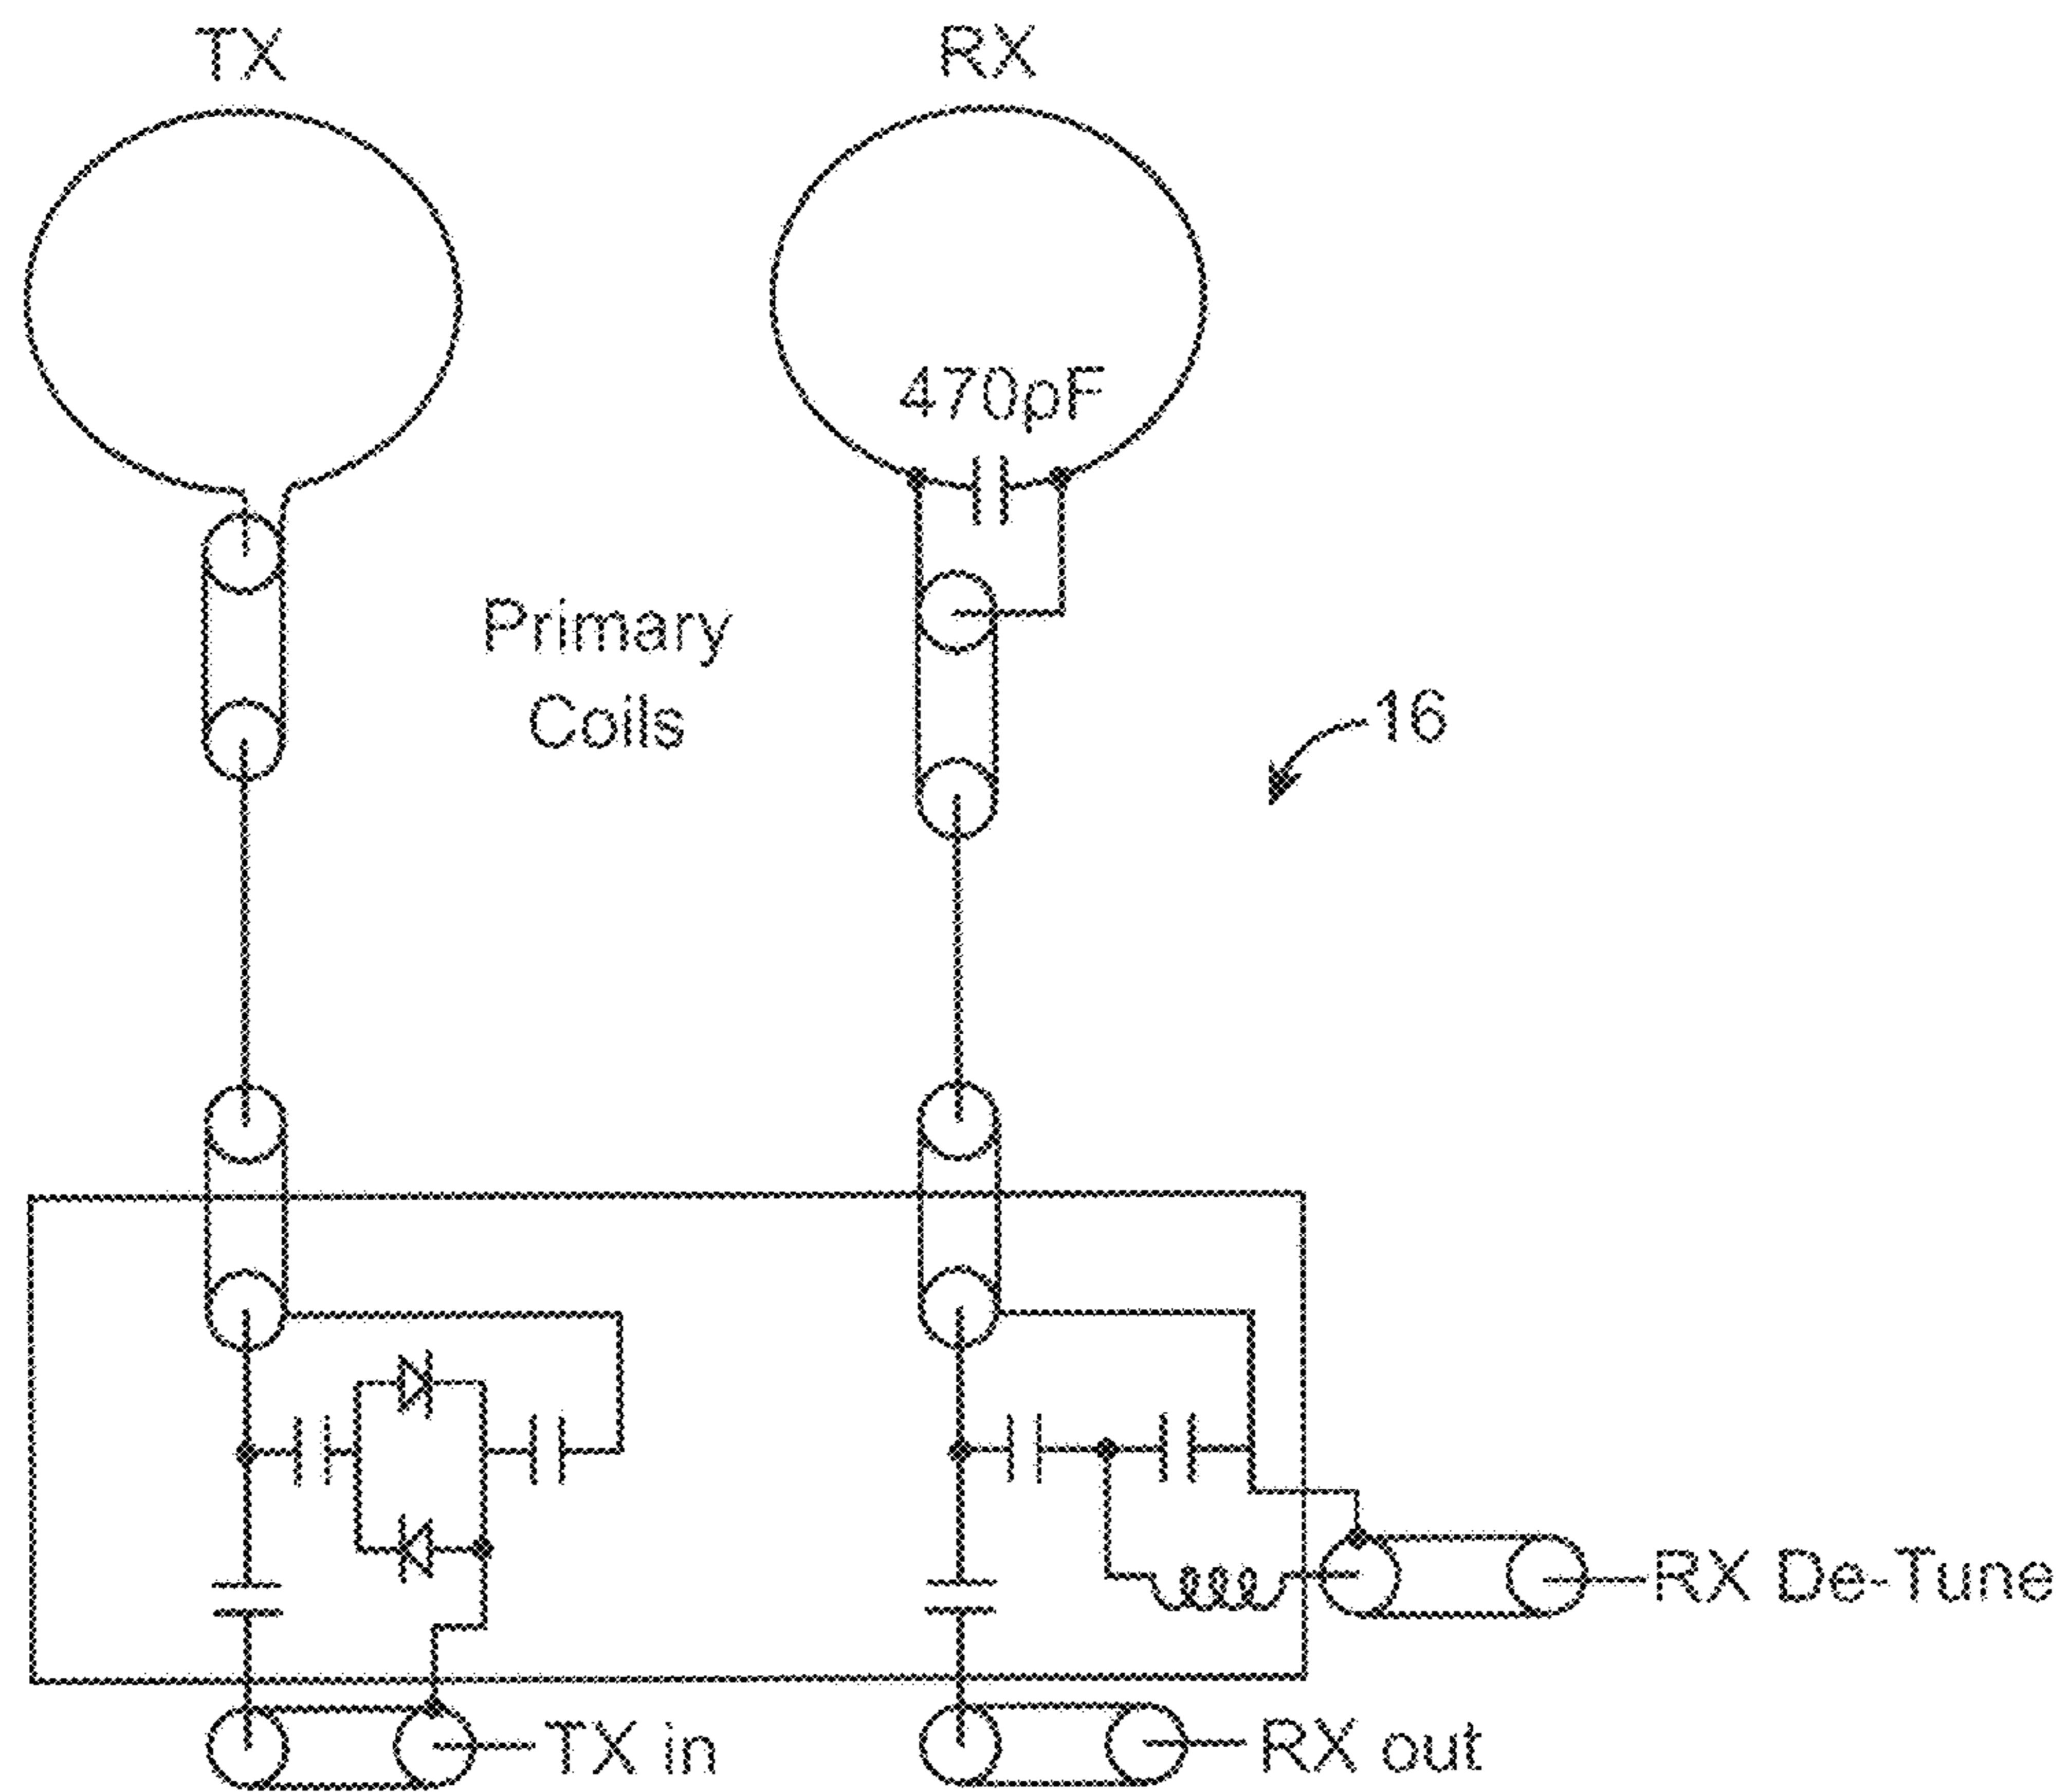 TX
RX
470pF
Primary
Coils
16
RX De-Tune
TX in
RX out